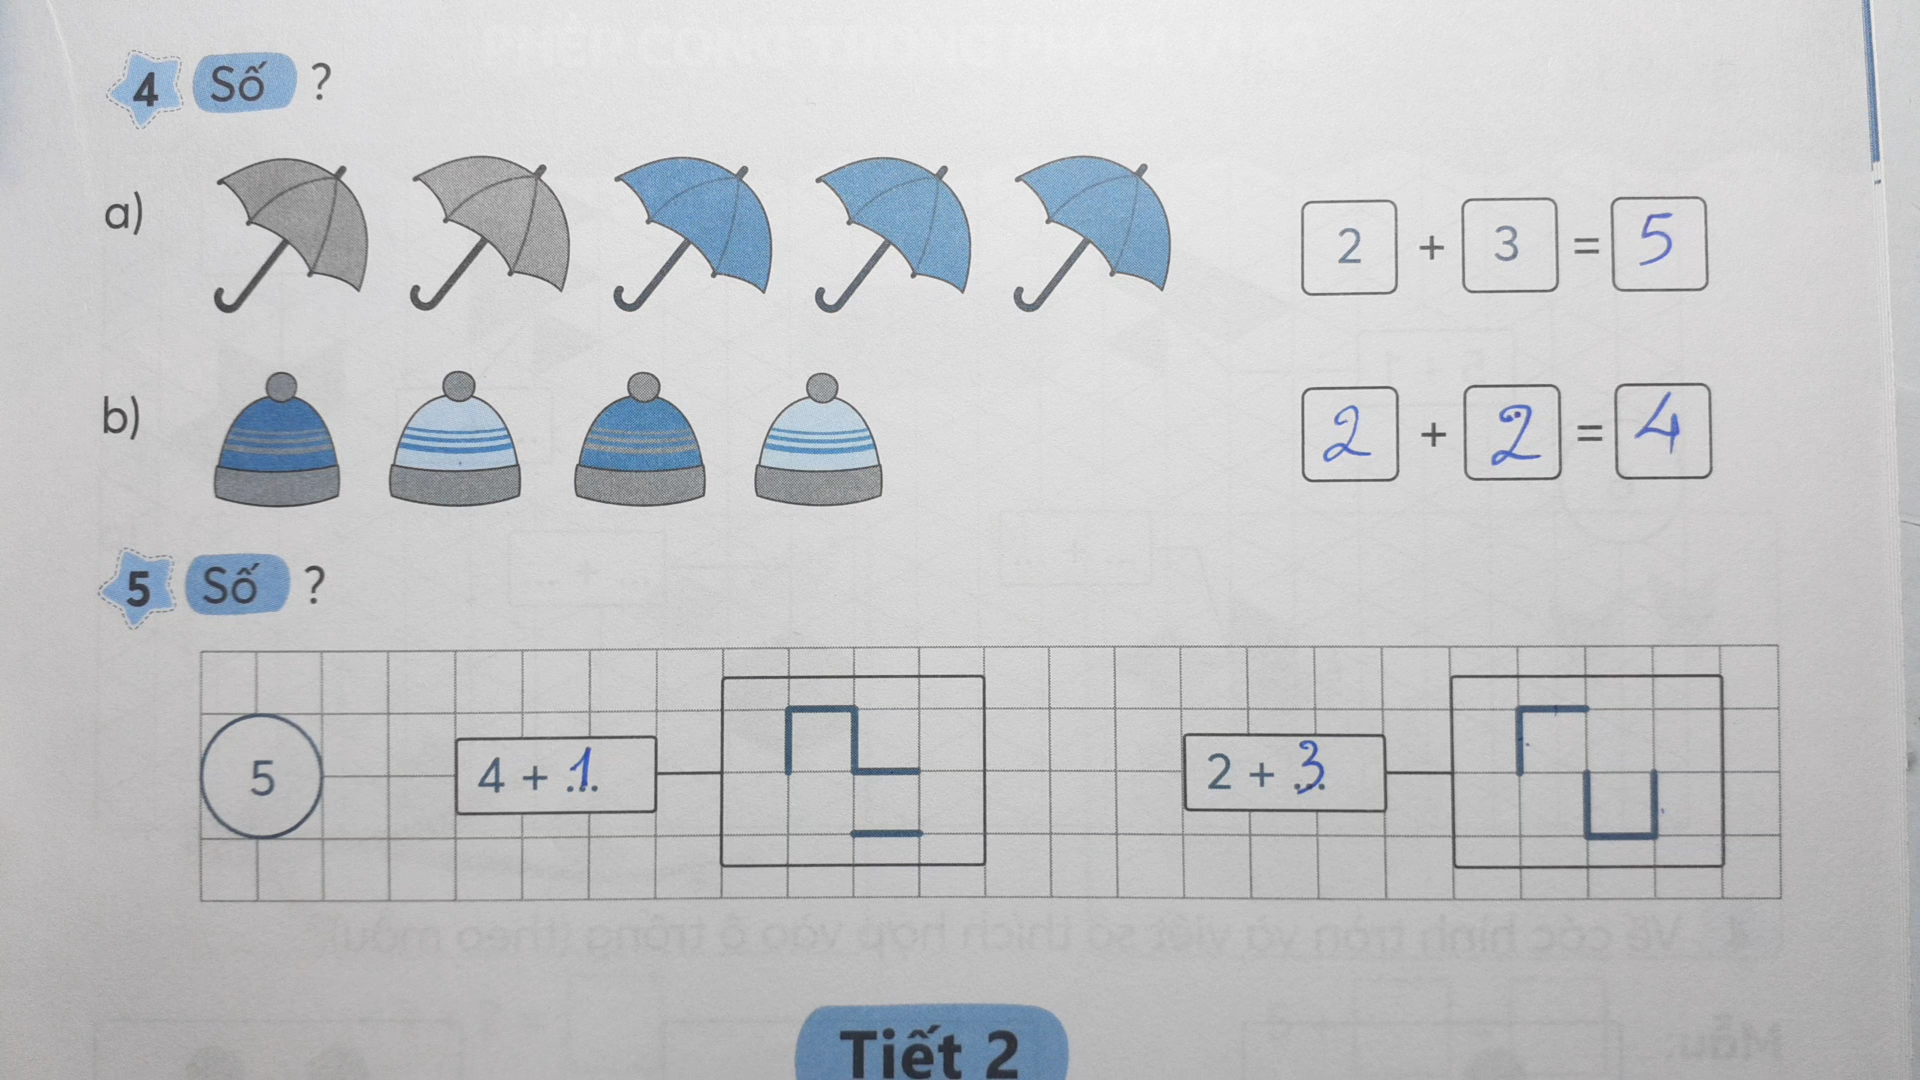 4 Số ?
a) 2 + 3 = 5
b) 2 + 2 = 4
5 Số ?
5 4 + 1 2 + 3
Tiết 2